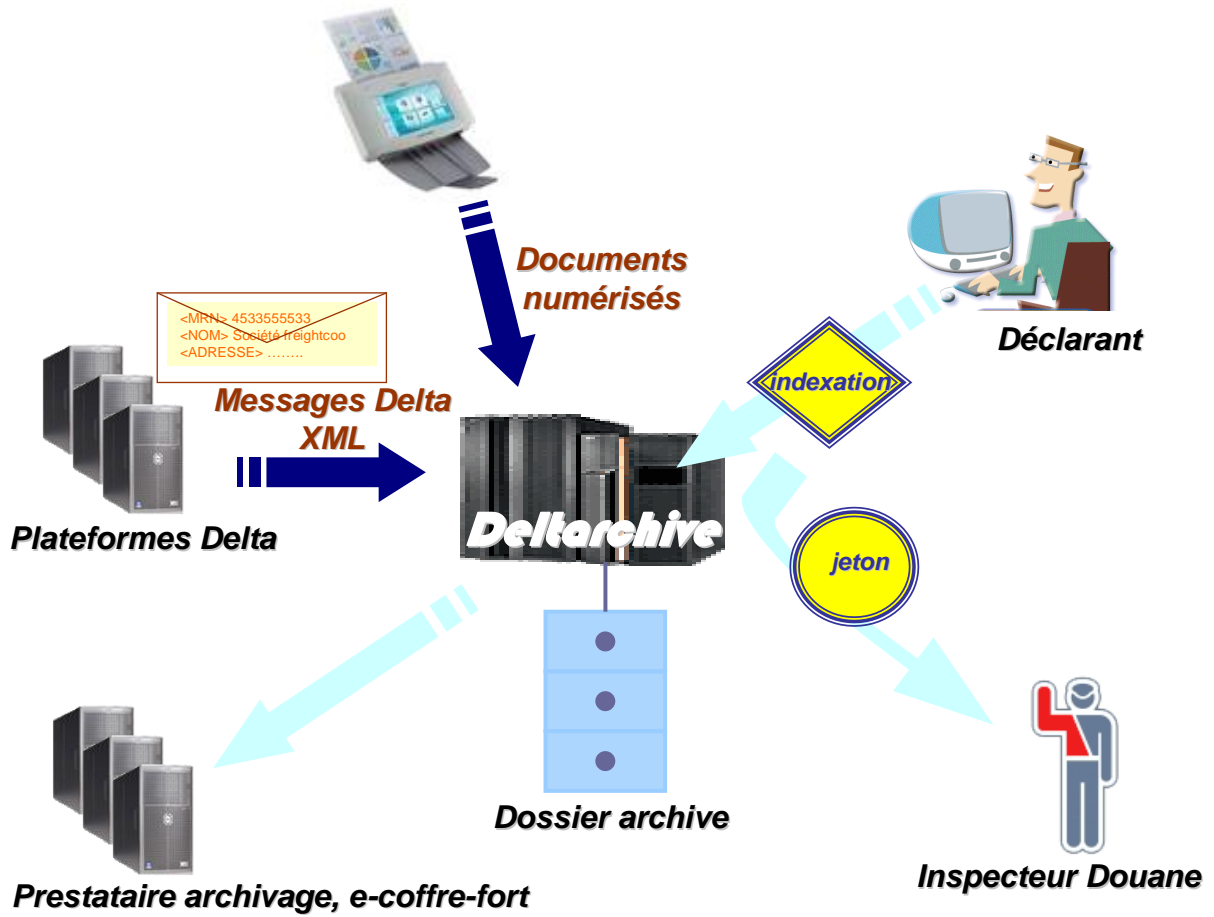 Documents
numérisés
<MRN> 4533555533
<NOM> Société freightcoo
<ADRESSE> ........
Déclarant
indexation
Messages Delta
XML
Deltarchive
Plateformes Delta
jeton
Dossier archive
Inspecteur Douane
Prestataire archivage, e-coffre-fort